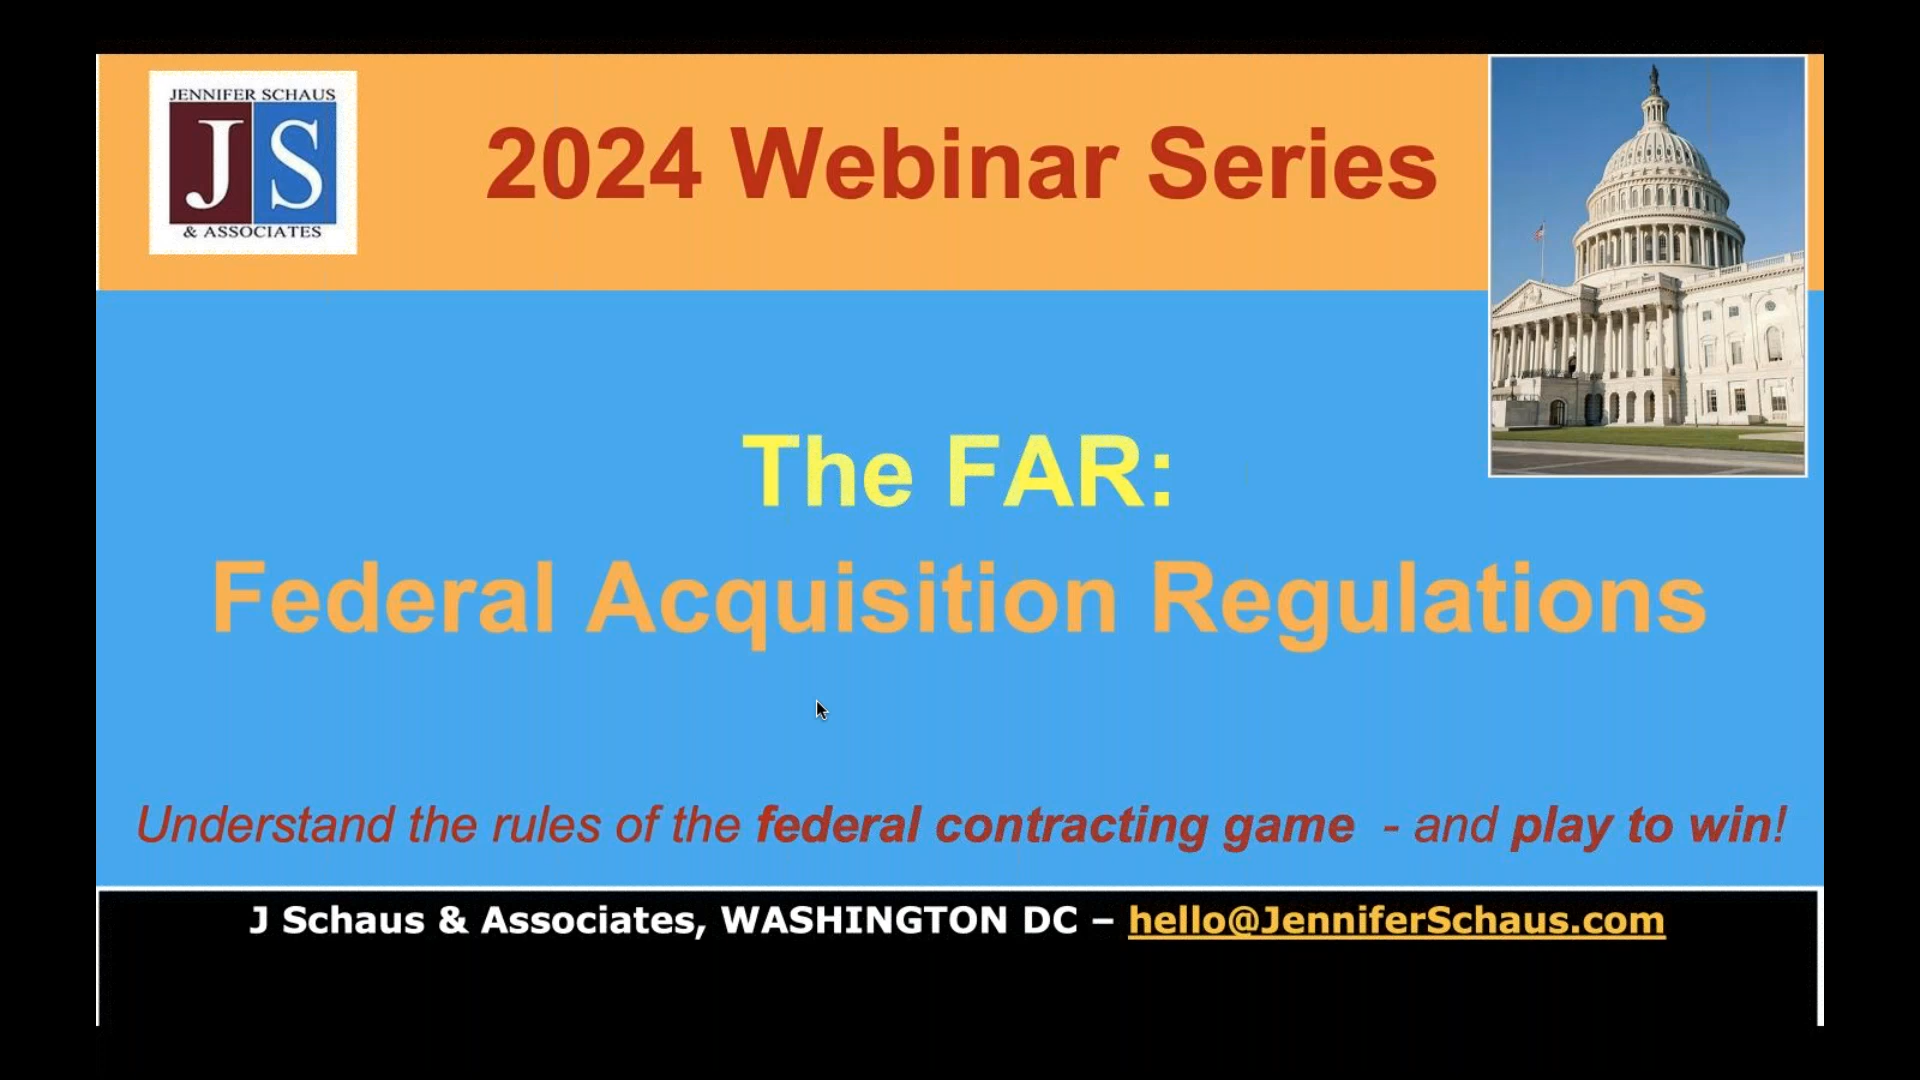 JENNIFER SCHAUS
JS
& ASSOCIATES
2024 Webinar Series
The FAR:
Federal Acquisition Regulations
Understand the rules of the federal contracting game - and play to win!
J Schaus & Associates, WASHINGTON DC – hello@JenniferSchaus.com